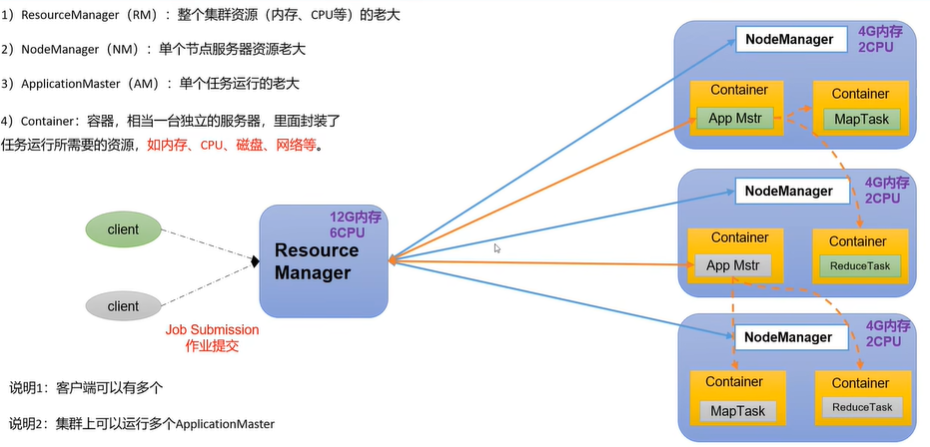 1）ResourceManager（RM）：整个集群资源（内存、CPU等）的老大
2）NodeManager（NM）：单个节点服务器资源老大
3）ApplicationMaster（AM）：单个任务运行的老大
4）Container：容器，相当一台独立的服务器，里面封装了
任务运行所需要的资源，如内存、CPU、磁盘、网络等。
client
client
Job Submission
作业提交
12G内存
6CPU
Resource
Manager
NodeManager
4G内存
2CPU
Container
App Mstr
Container
MapTask
NodeManager
4G内存
2CPU
Container
App Mstr
Container
ReduceTask
NodeManager
4G内存
2CPU
Container
MapTask
Container
ReduceTask
说明1：客户端可以有多个
说明2：集群上可以运行多个ApplicationMaster